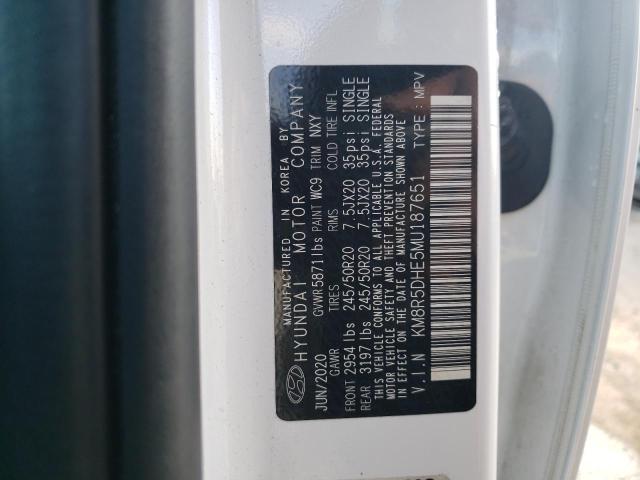 MANUFACTURED IN KOREA BY
HYUNDAI MOTOR COMPANY
JUN/2020 GVWR 5871lbs PAINT WC9 TRIM NXY
GAWR TIRES RMS COLD TIRE INFL
FRONT 2954lbs 245/50R20 7.5JX20 35psi SINGLE
REAR 3197lbs 245/50R20 7.5JX20 35psi SINGLE
THIS VEHICLE CONFORMS TO ALL APPLICABLE U.S.A. FEDERAL
MOTOR VEHICLE SAFETY AND THEFT PREVENTION STANDARDS
IN EFFECT ON THE DATE OF MANUFACTURE SHOWN ABOVE
V.I.N KM8R5DHE5MU187651 TYPE: MPV